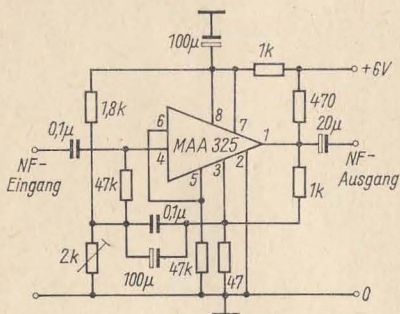 100µ
1k
+6V
1,8k
6
8
7
470
0,1µ
4
MAA 325
1
20µ
NF-
Eingang
NF-
Ausgang
47k
5
3
2
1k
0,1µ
2k
100µ
47k
47
0